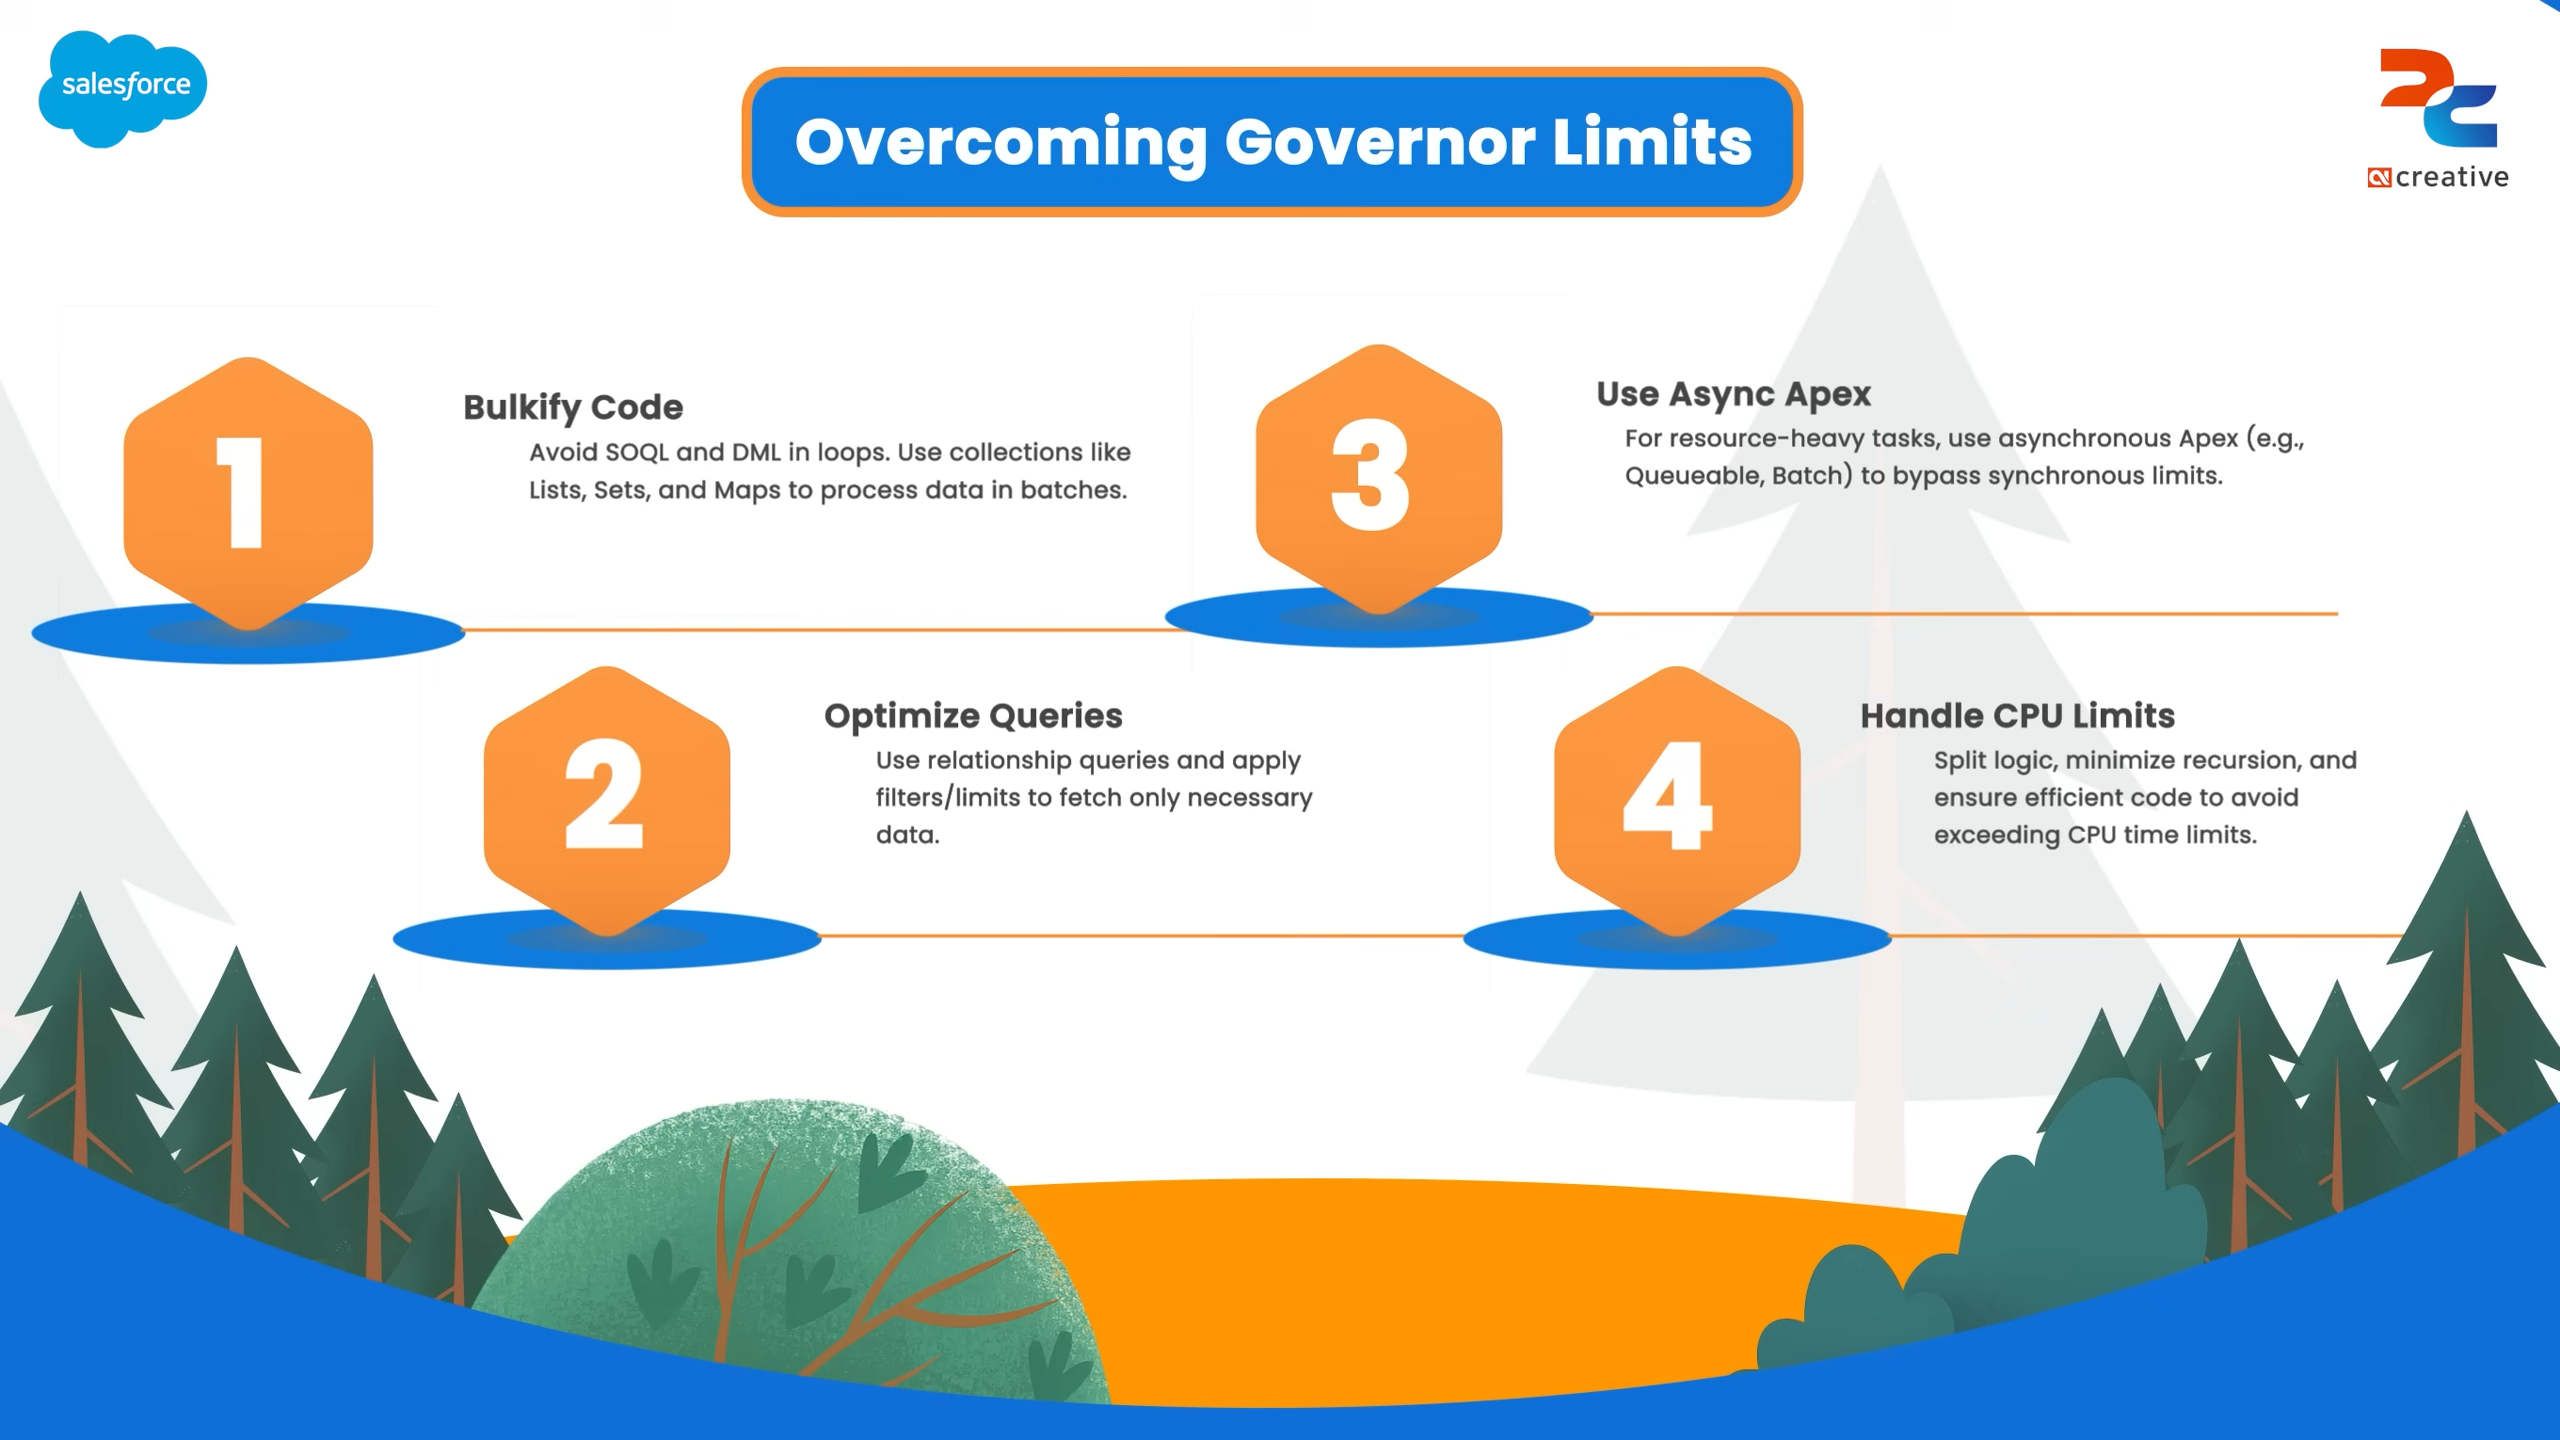 salesforce
Overcoming Governor Limits
creative
1
Bulkify Code
Avoid SOQL and DML in loops. Use collections like
Lists, Sets, and Maps to process data in batches.
2
Optimize Queries
Use relationship queries and apply
filters/limits to fetch only necessary
data.
3
Use Async Apex
For resource-heavy tasks, use asynchronous Apex (e.g.,
Queueable, Batch) to bypass synchronous limits.
4
Handle CPU Limits
Split logic, minimize recursion, and
ensure efficient code to avoid
exceeding CPU time limits.